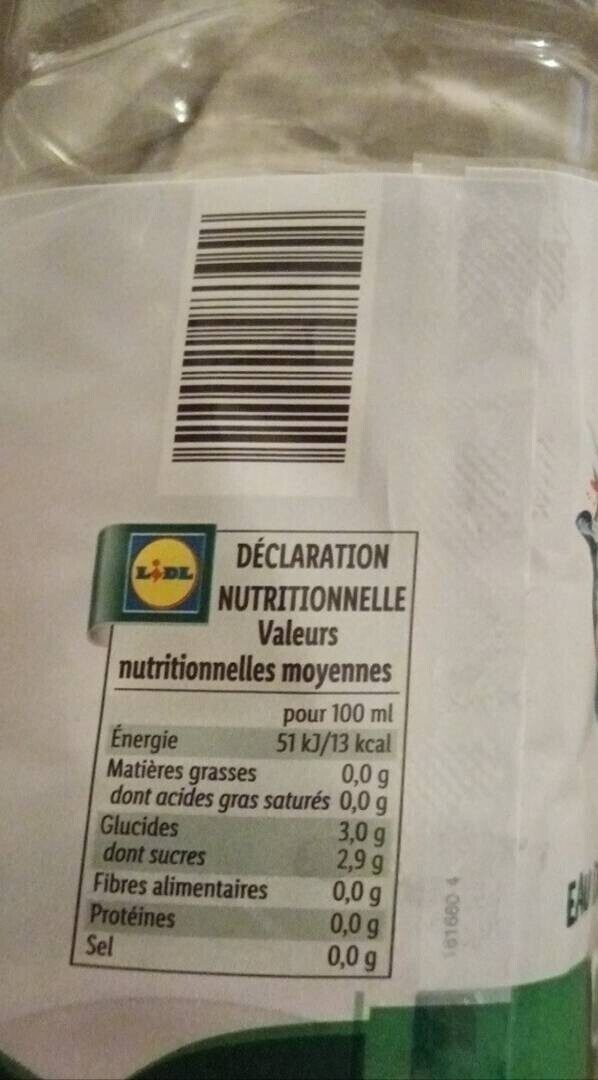 LIDL
DÉCLARATION
NUTRITIONNELLE
Valeurs
nutritionnelles moyennes
pour 100 ml
Énergie 51 kJ/13 kcal
Matières grasses 0,0 g
dont acides gras saturés 0,0 g
Glucides 3,0 g
dont sucres 2,9 g
Fibres alimentaires 0,0 g
Protéines 0,0 g
Sel 0,0 g
181660 4